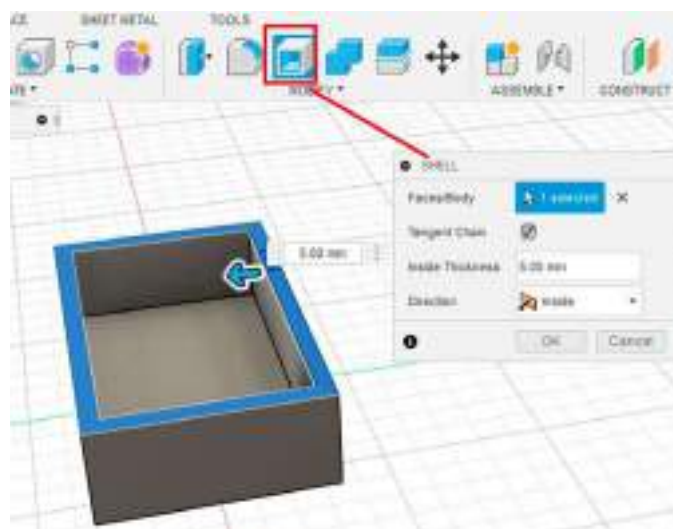 SHEET METAL
TOOLS
MODIFY
ASSEMBLE
CONSTRUCT
SHELL
Faces/Body
1 selected
Tangent Chain
Inside Thickness
5.00 mm
Direction
Inside
OK
Cancel
5.00 mm